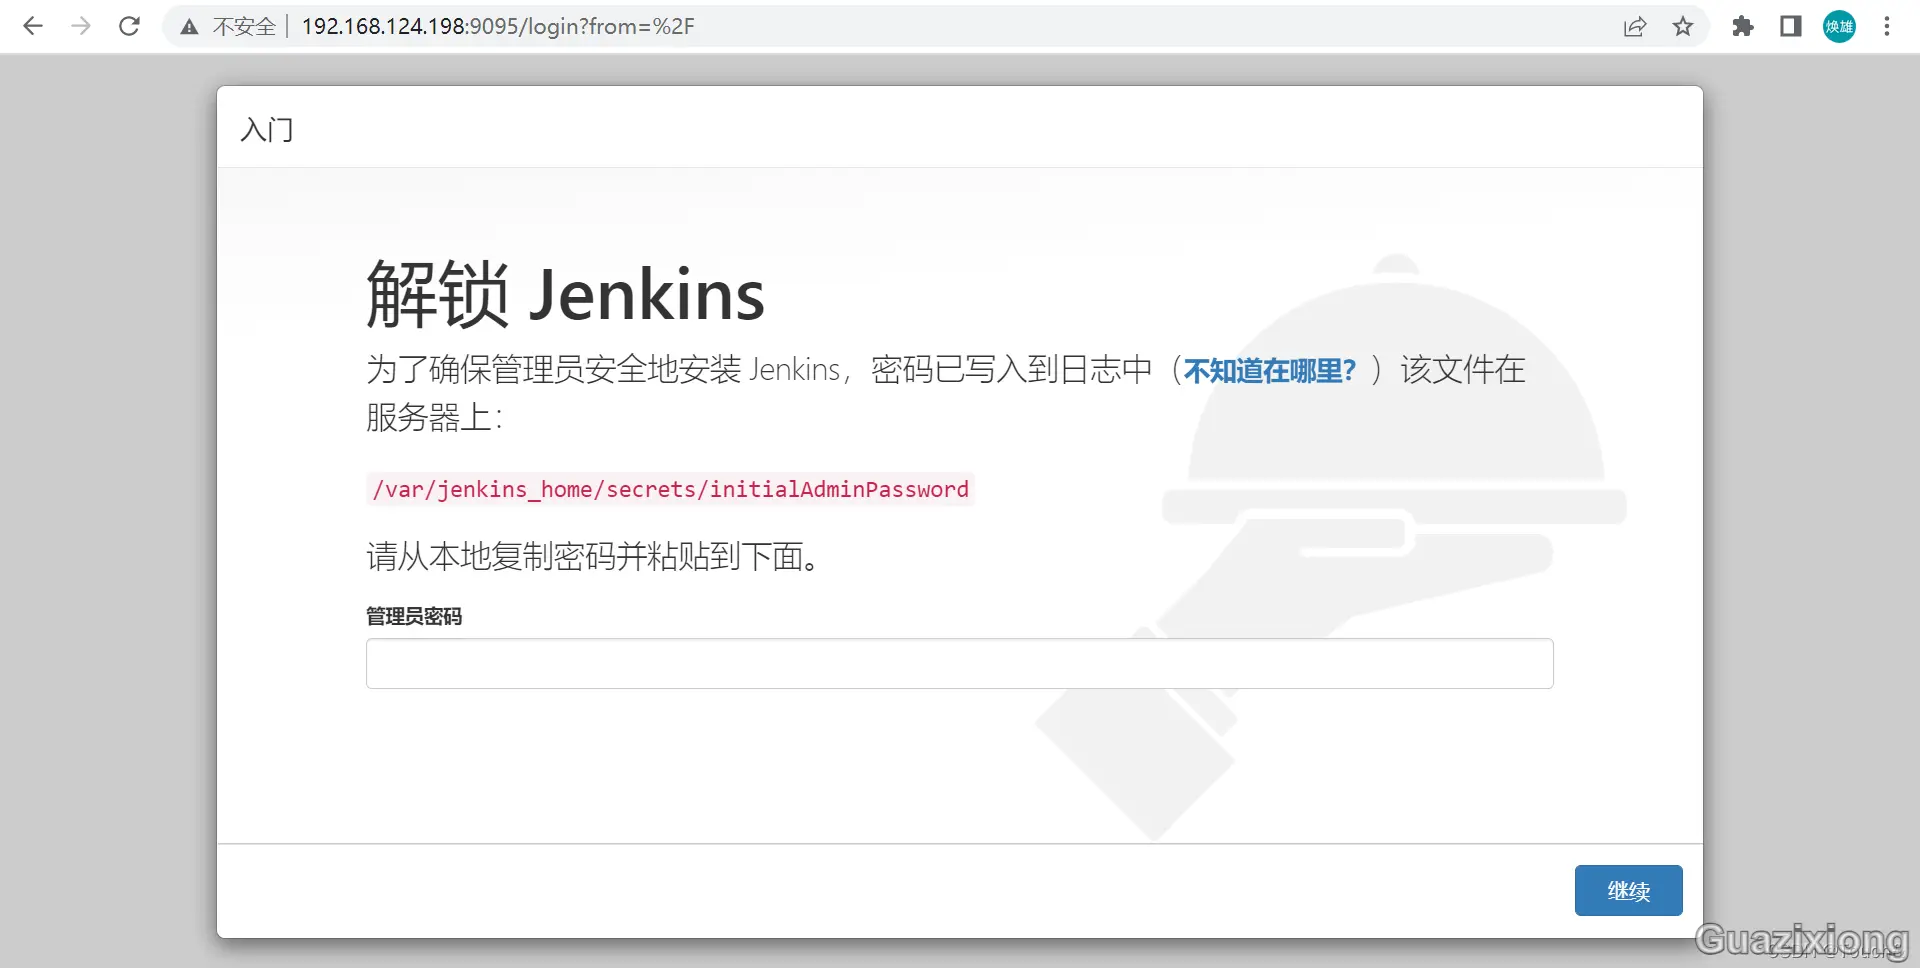 不安全 | 192.168.124.198:9095/login?from=%2F
焕雄
入门
解锁 Jenkins
为了确保管理员安全地安装 Jenkins，密码已写入到日志中（不知道在哪里？）该文件在
服务器上：
/var/jenkins_home/secrets/initialAdminPassword
请从本地复制密码并粘贴到下面。
管理员密码
继续
Guazixiong